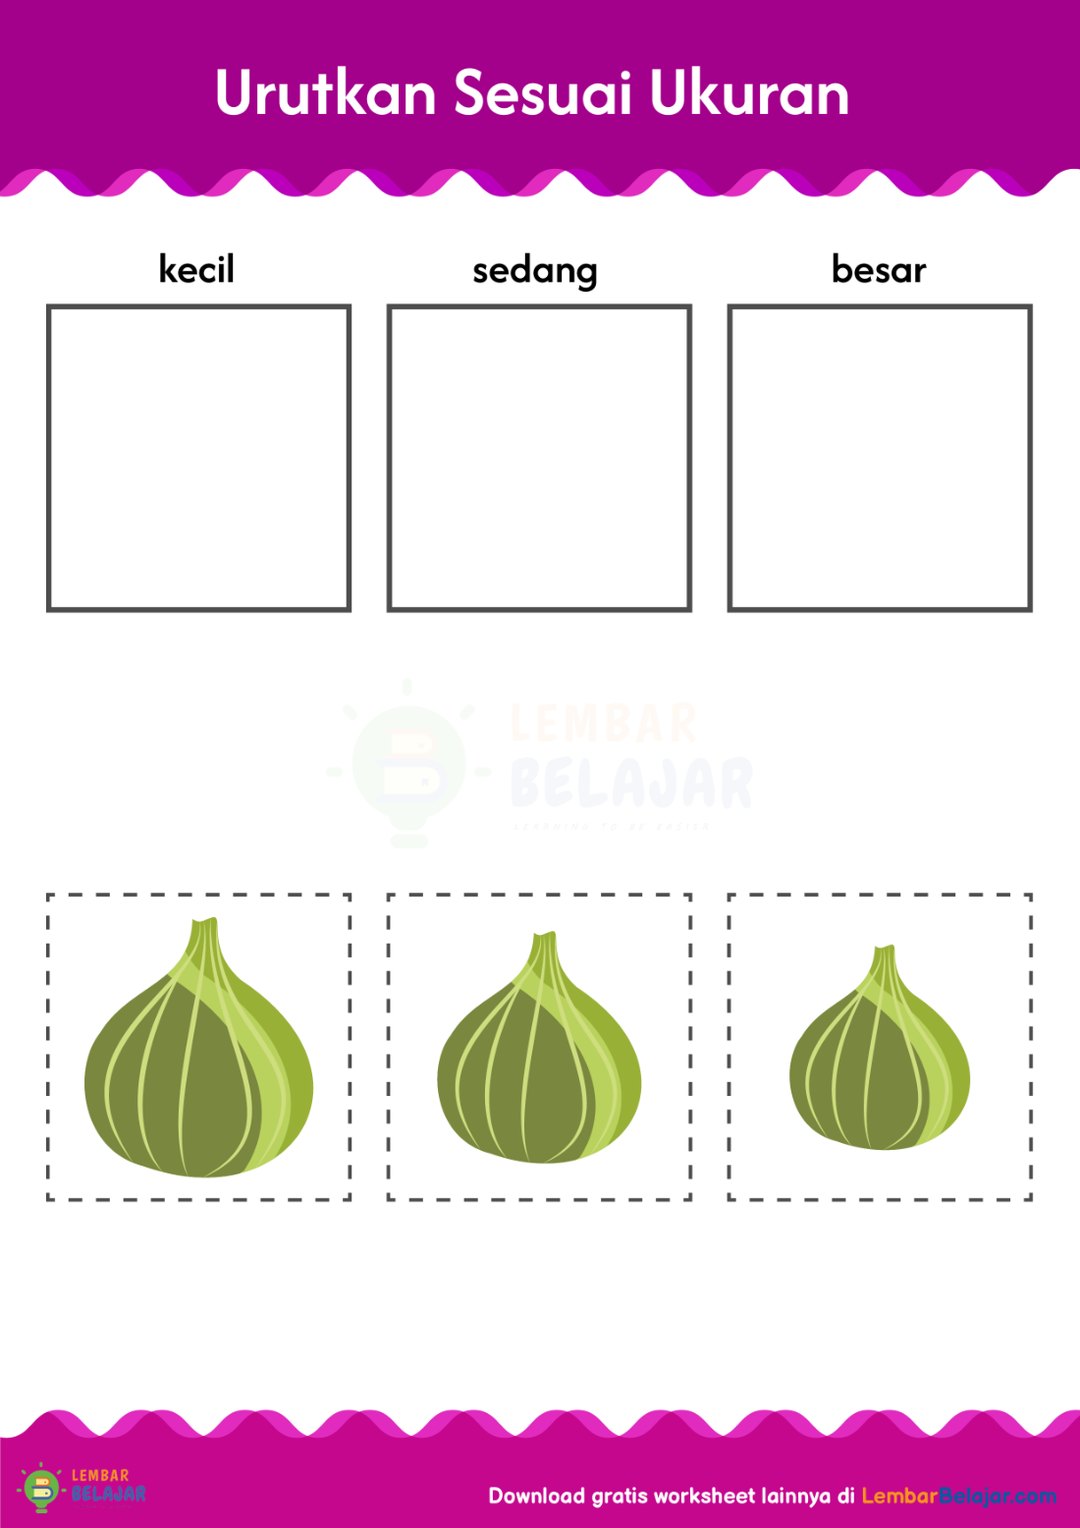 Urutkan Sesuai Ukuran
kecil sedang besar
LEMBAR
BELAJAR
LEMBAR
BELAJAR
Download gratis worksheet lainnya di LembarBelajar.com